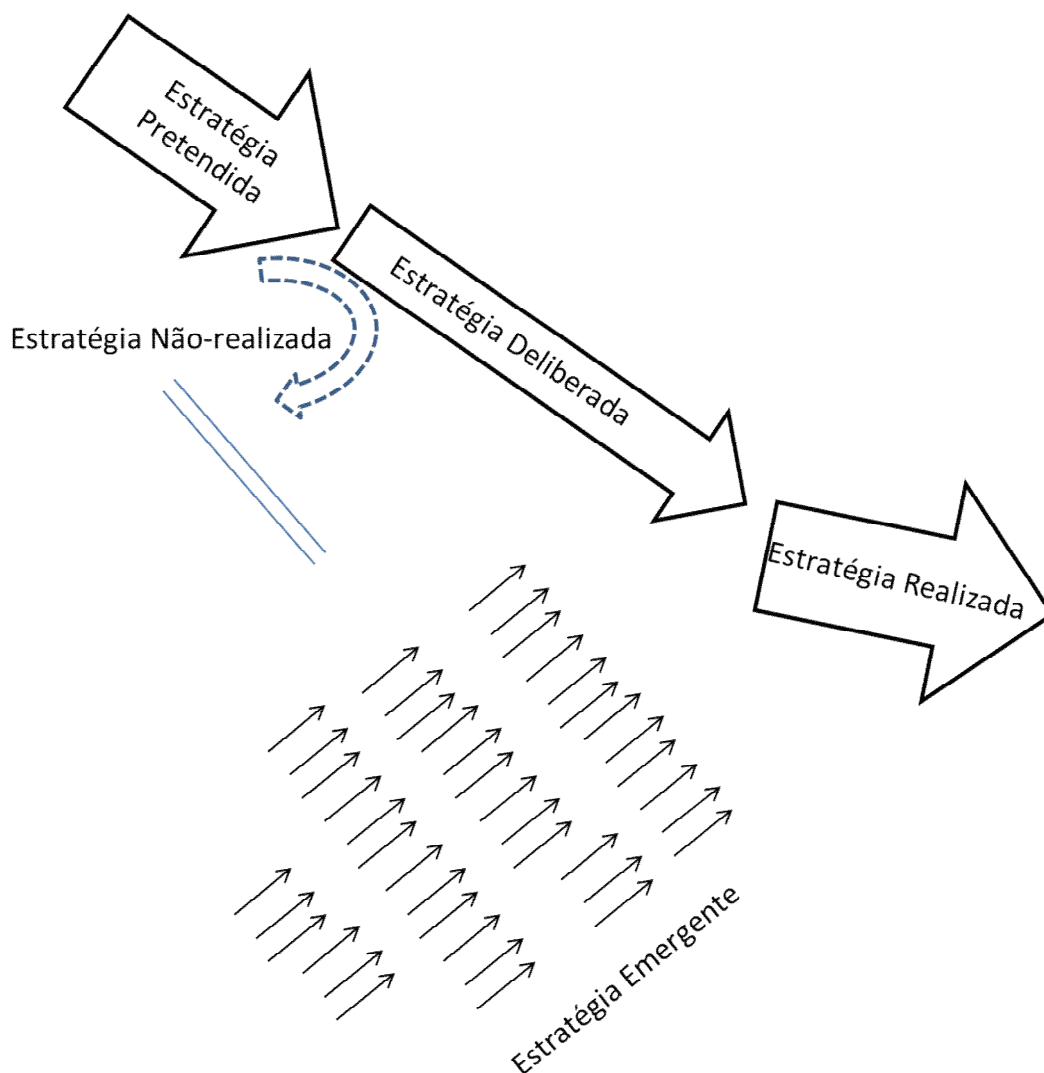 Estratégia
Pretendida
Estratégia Deliberada
Estratégia Não-realizada
Estratégia Realizada
Estratégia Emergente